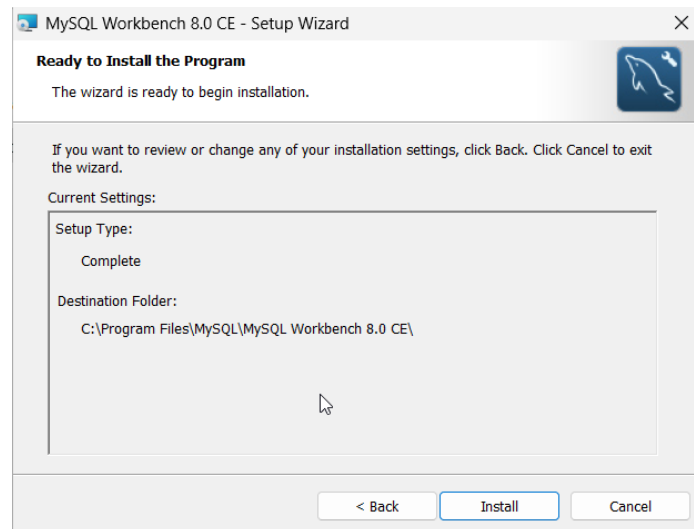 MySQL Workbench 8.0 CE - Setup Wizard
Ready to Install the Program
The wizard is ready to begin installation.
If you want to review or change any of your installation settings, click Back. Click Cancel to exit
the wizard.
Current Settings:
Setup Type:
Complete
Destination Folder:
C:\Program Files\MySQL\MySQL Workbench 8.0 CE\
< Back
Install
Cancel